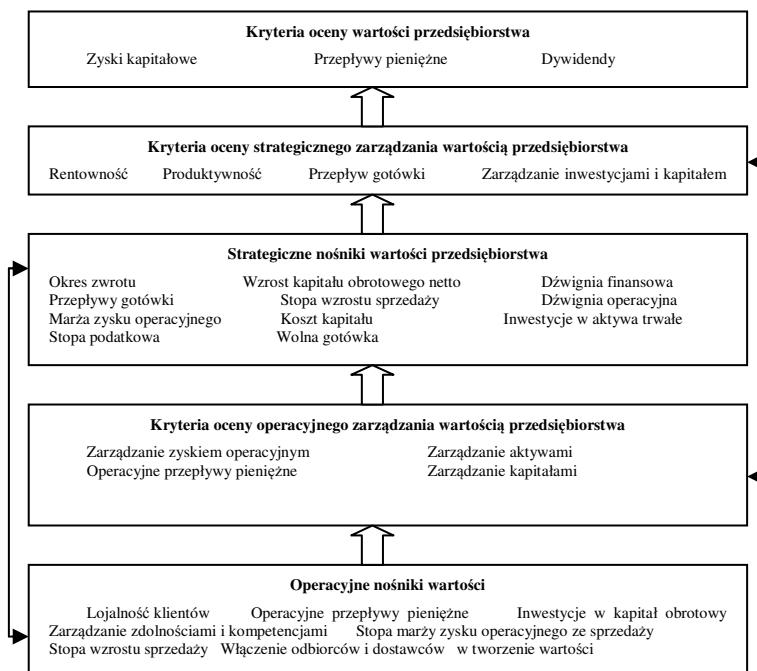 Kryteria oceny wartości przedsiębiorstwa
Zyski kapitałowe Przepływy pieniężne Dywidendy
Kryteria oceny strategicznego zarządzania wartością przedsiębiorstwa
Rentowność Produktywność Przepływ gotówki Zarządzanie inwestycjami i kapitałem
Strategiczne nośniki wartości przedsiębiorstwa
Okres zwrotu Wzrost kapitału obrotowego netto Dźwignia finansowa
Przepływy gotówki Stopa wzrostu sprzedaży Dźwignia operacyjna
Marża zysku operacyjnego Koszt kapitału Inwestycje w aktywa trwałe
Stopa podatkowa Wolna gotówka
Kryteria oceny operacyjnego zarządzania wartością przedsiębiorstwa
Zarządzanie zyskiem operacyjnym Zarządzanie aktywami
Operacyjne przepływy pieniężne Zarządzanie kapitałami
Operacyjne nośniki wartości
Lojalność klientów Operacyjne przepływy pieniężne Inwestycje w kapitał obrotowy
Zarządzanie zdolnościami i kompetencjami Stopa marży zysku operacyjnego ze sprzedaży
Stopa wzrostu sprzedaży Włączenie odbiorców i dostawców w tworzenie wartości